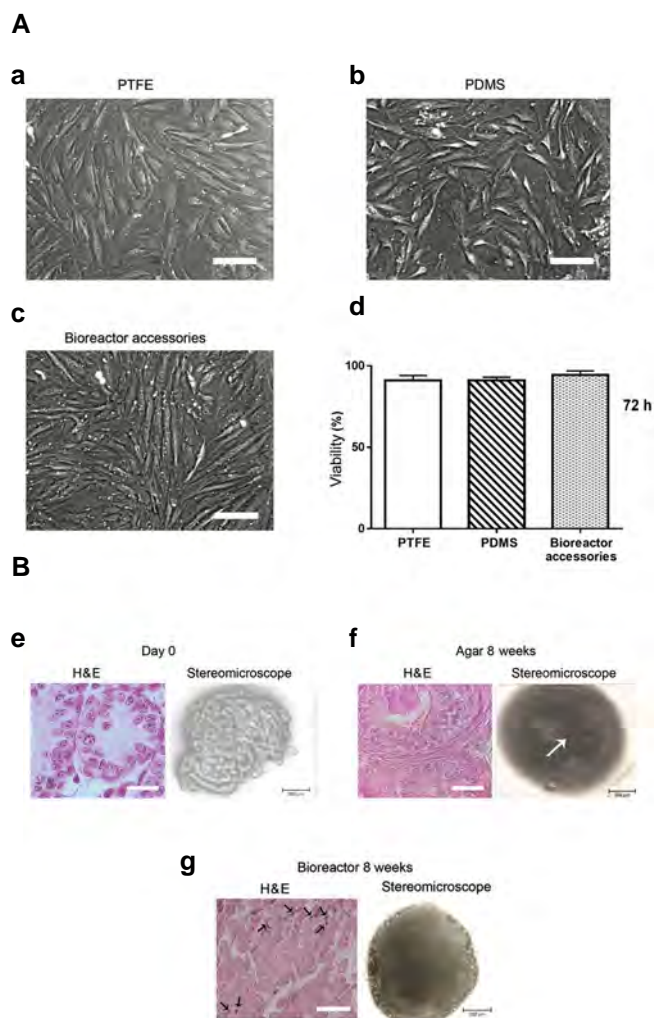 A
a
PTFE
b
PDMS
c
Bioreactor accessories
d
Viability (%)
100
50
0
PTFE
PDMS
Bioreactor
accessories
72 h
B
e
Day 0
H&E
Stereomicroscope
f
Agar 8 weeks
H&E
Stereomicroscope
g
Bioreactor 8 weeks
H&E
Stereomicroscope